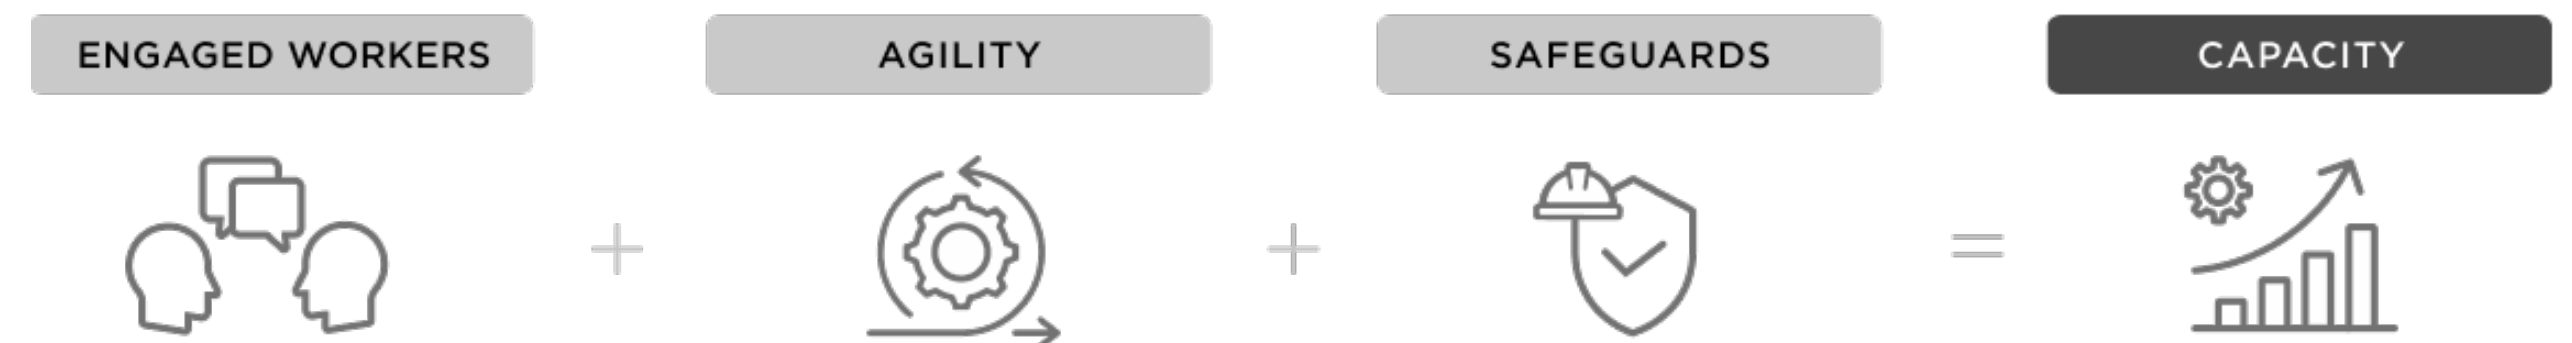 ENGAGED WORKERS
AGILITY
SAFEGUARDS
CAPACITY
+
+
=